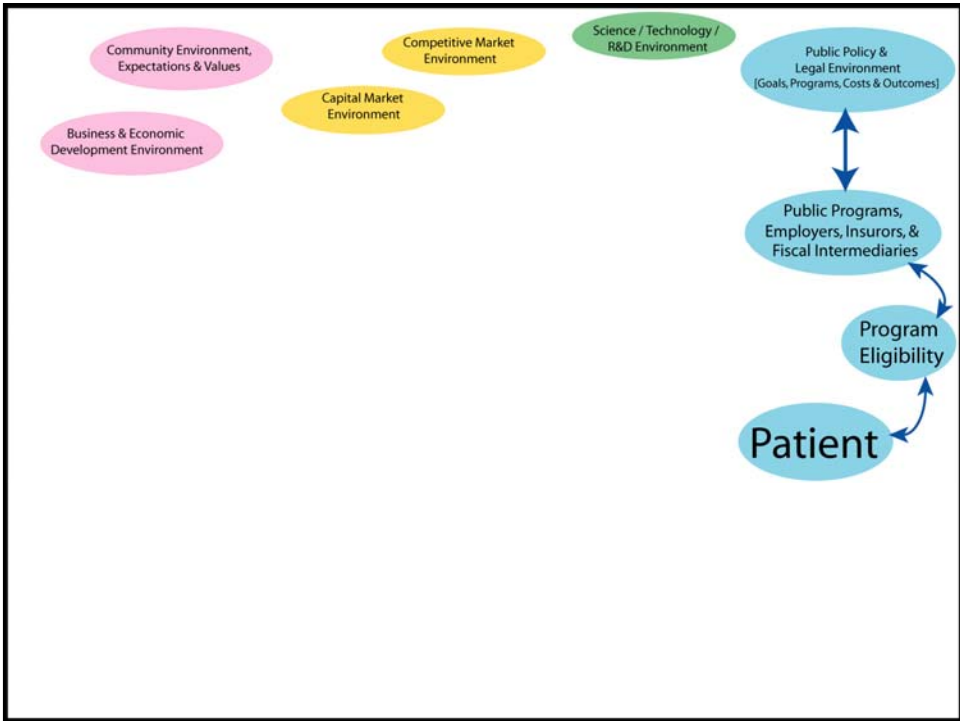 Community Environment,
Expectations & Values
Competitive Market
Environment
Science / Technology /
R&D Environment
Public Policy &
Legal Environment
[Goals, Programs, Costs & Outcomes]
Capital Market
Environment
Business & Economic
Development Environment
Public Programs,
Employers, Insurors, &
Fiscal Intermediaries
Program
Eligibility
Patient